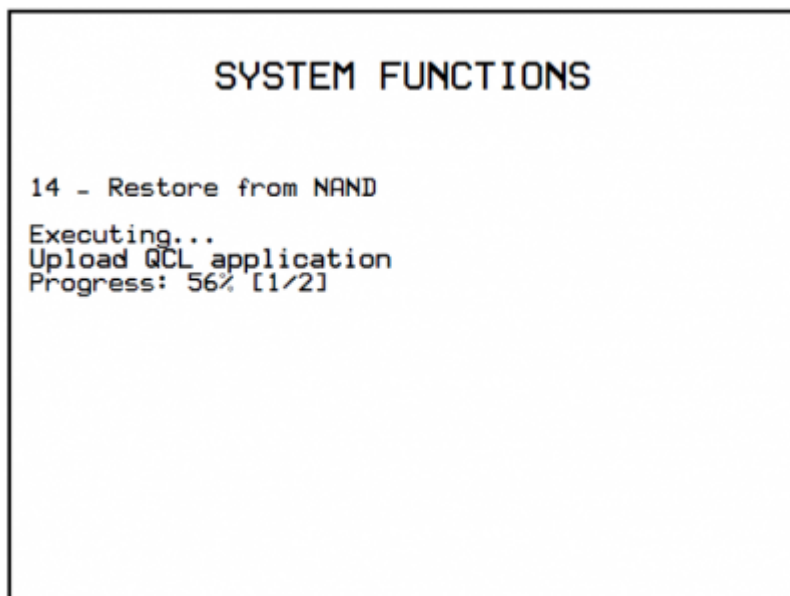 SYSTEM FUNCTIONS
14 - Restore from NAND
Executing...
Upload QCL application
Progress: 56% [1/2]